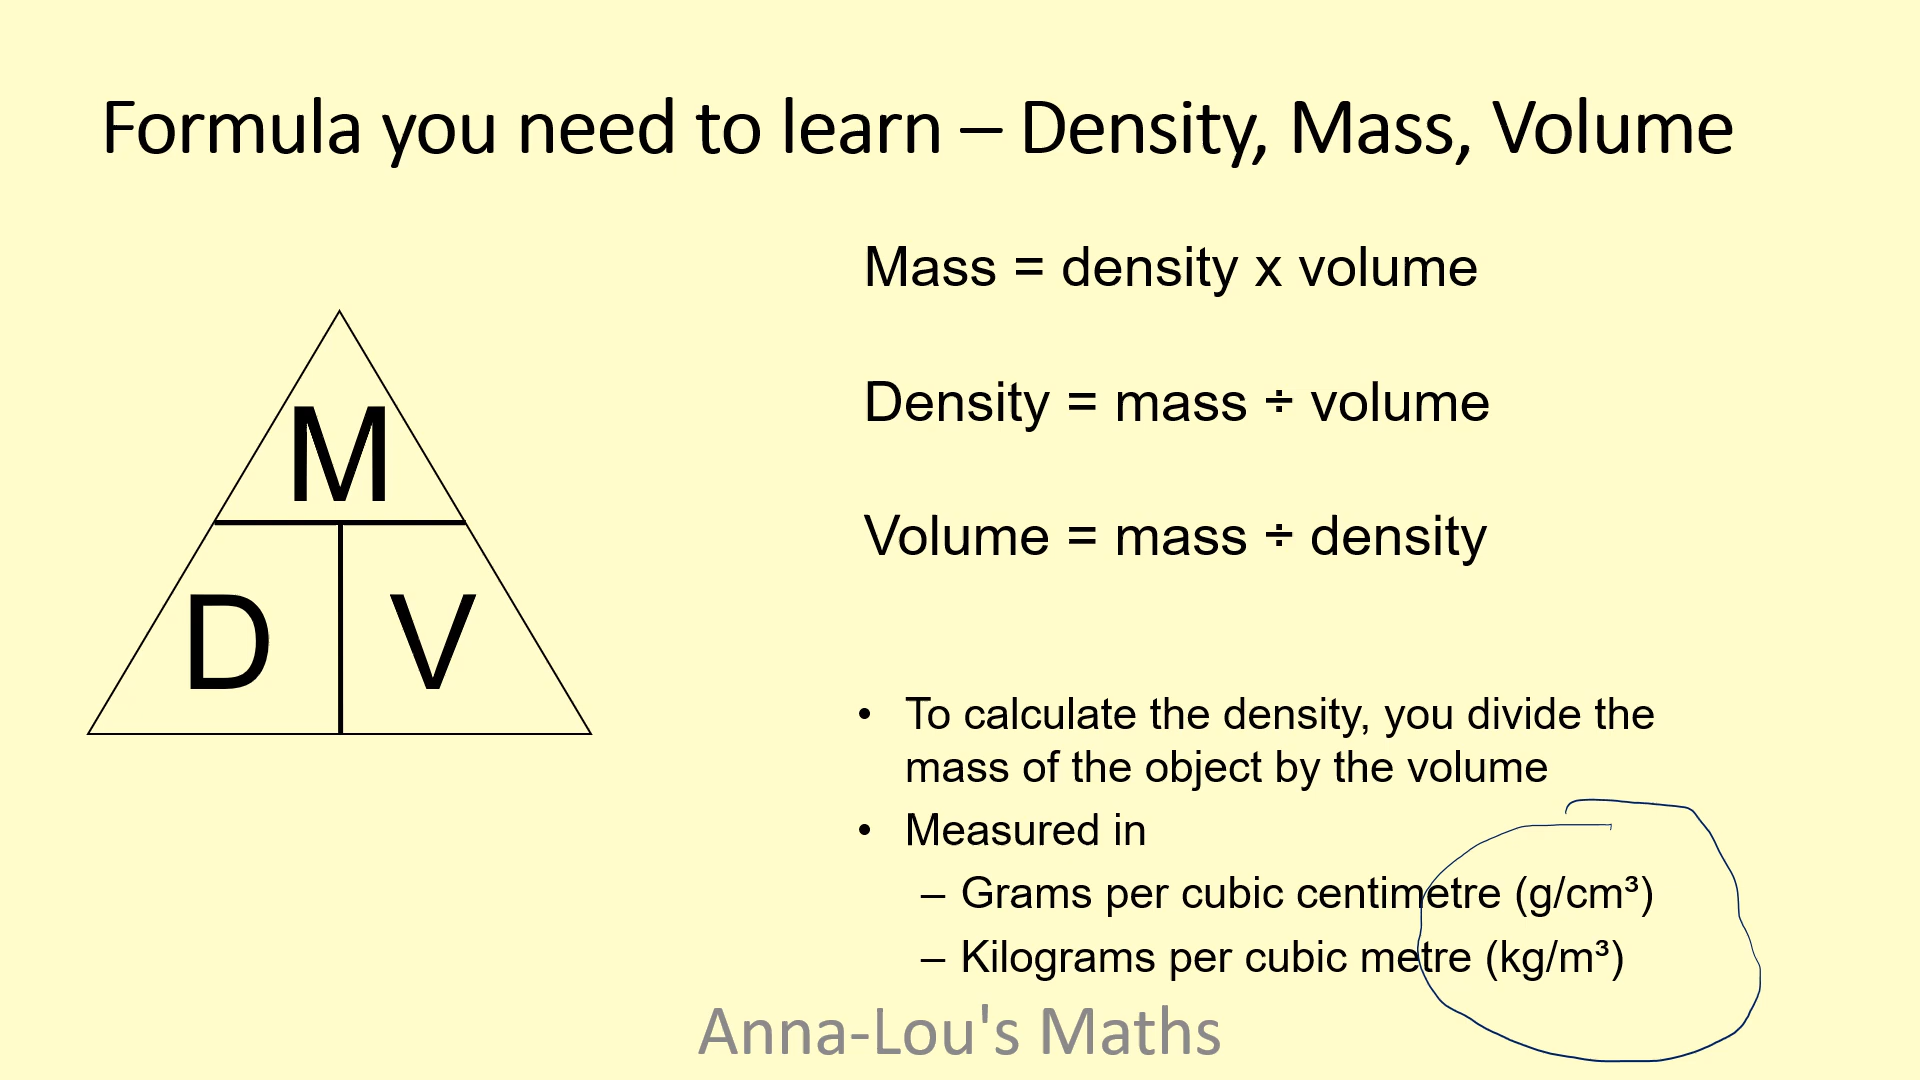 Formula you need to learn – Density, Mass, Volume
M
D V
Mass = density x volume
Density = mass ÷ volume
Volume = mass ÷ density
• To calculate the density, you divide the
mass of the object by the volume
• Measured in
– Grams per cubic centimetre (g/cm³)
– Kilograms per cubic metre (kg/m³)
Anna-Lou's Maths